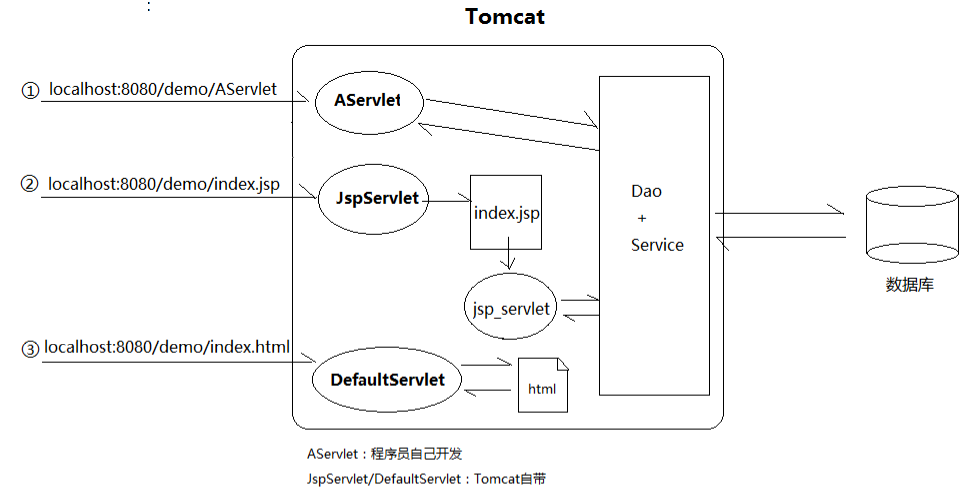 :
Tomcat
① localhost:8080/demo/AServlet
AServlet
② localhost:8080/demo/index.jsp
JspServlet
index.jsp
jsp_servlet
③ localhost:8080/demo/index.html
DefaultServlet
html
Dao
+
Service
数据库
AServlet：程序员自己开发
JspServlet/DefaultServlet：Tomcat自带